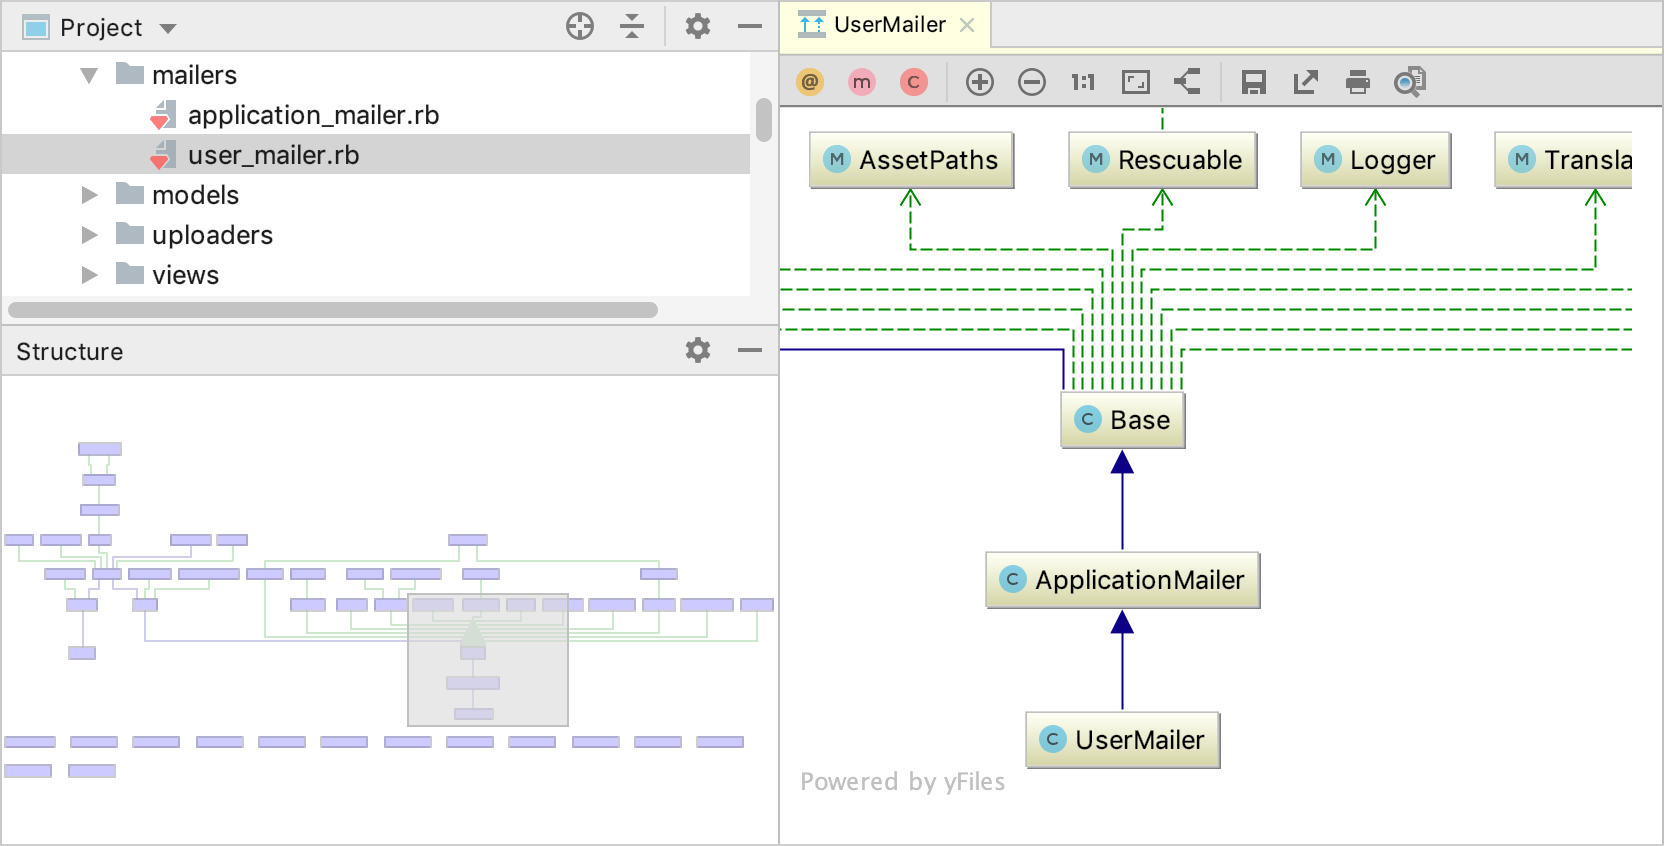 Project
mailers
application_mailer.rb
user_mailer.rb
models
uploaders
views
Structure
UserMailer
@ m C 1:1
M AssetPaths
M Rescuable
M Logger
M Transla
C Base
C ApplicationMailer
C UserMailer
Powered by yFiles